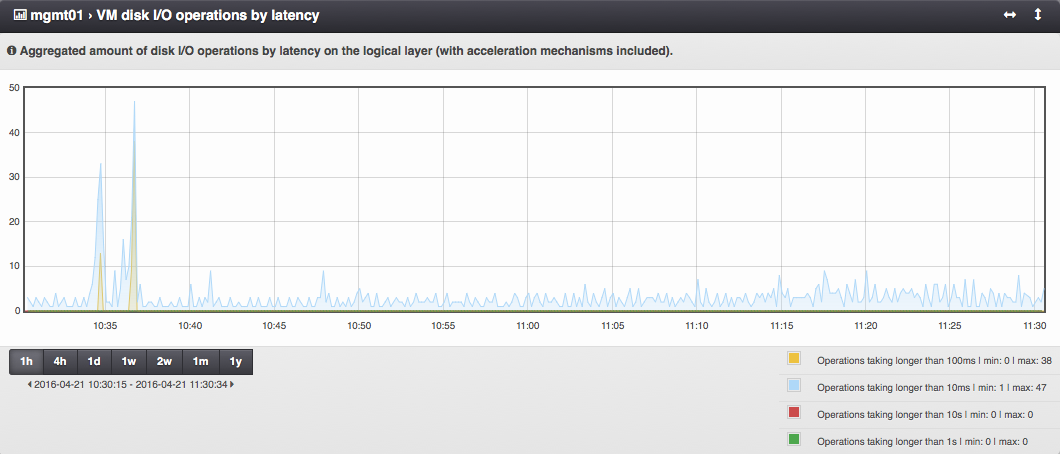 mgmt01 › VM disk I/O operations by latency
Aggregated amount of disk I/O operations by latency on the logical layer (with acceleration mechanisms included).
50
40
30
20
10
0
10:35 10:40 10:45 10:50 10:55 11:00 11:05 11:10 11:15 11:20 11:25 11:30
1h 4h 1d 1w 2w 1m 1y
2016-04-21 10:30:15 - 2016-04-21 11:30:34
Operations taking longer than 100ms | min: 0 | max: 38
Operations taking longer than 10ms | min: 1 | max: 47
Operations taking longer than 10s | min: 0 | max: 0
Operations taking longer than 1s | min: 0 | max: 0